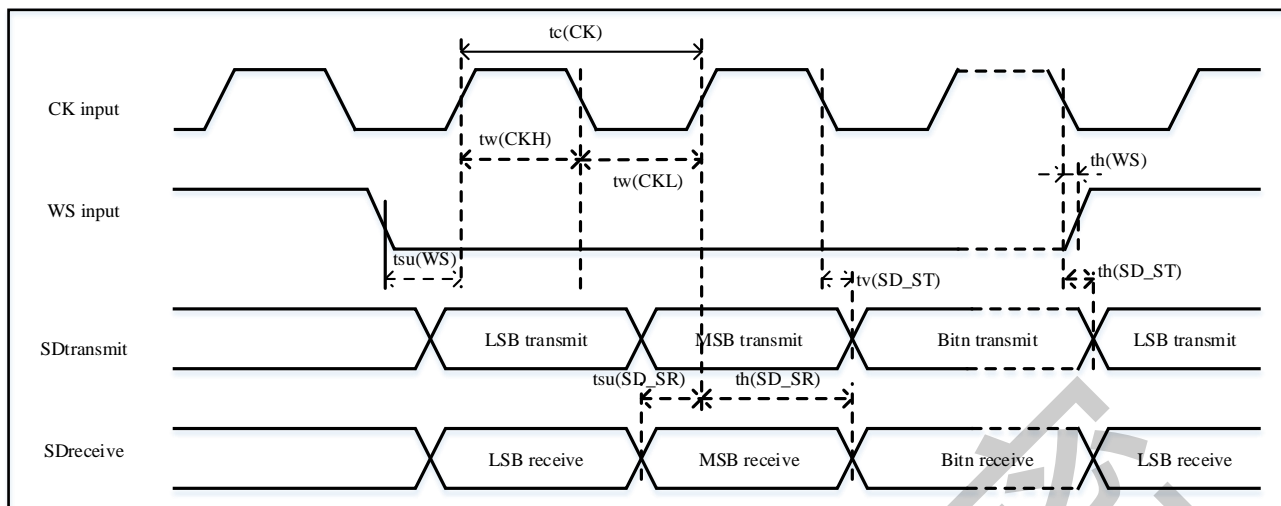 tc(CK)
CK input
tw(CKH)
tw(CKL)
th(WS)
WS input
tsu(WS)
tv(SD_ST)
th(SD_ST)
SDtransmit
LSB transmit
MSB transmit
Bitn transmit
LSB transmit
tsu(SD_SR)
th(SD_SR)
SDreceive
LSB receive
MSB receive
Bitn receive
LSB receive